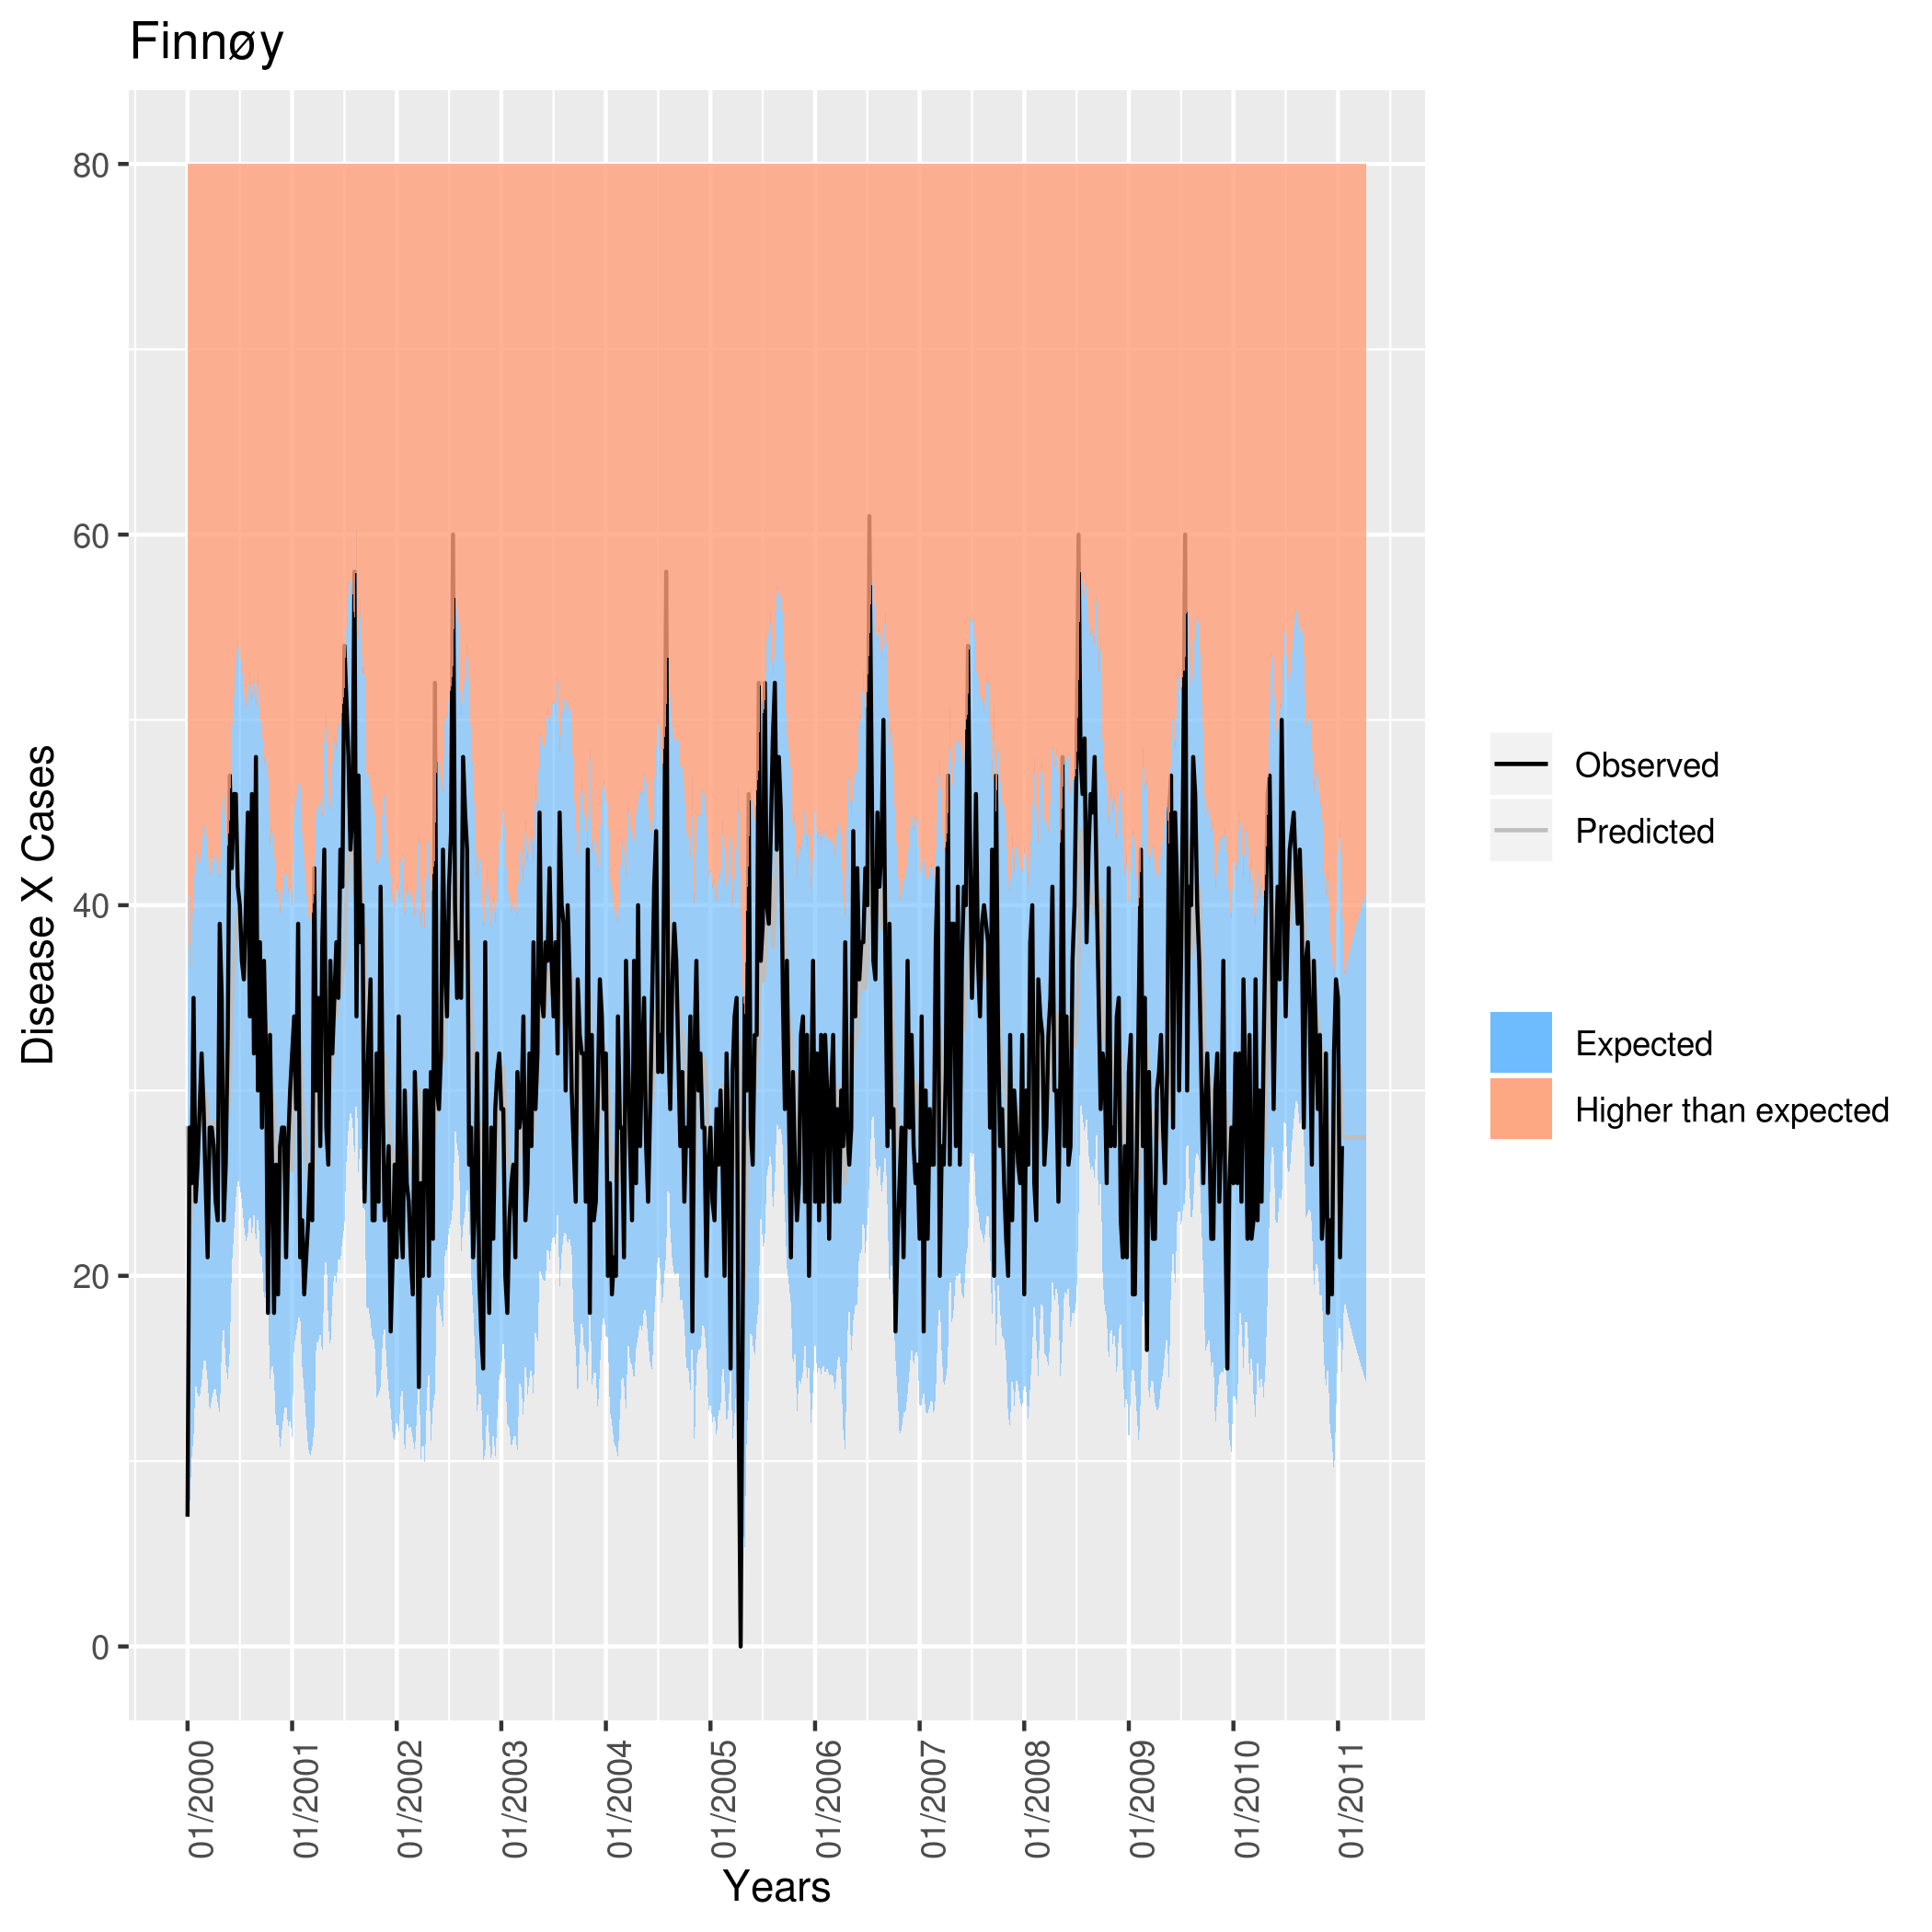 Finnøy
80
60
40
20
0
Disease X Cases
01/2000
01/2001
01/2002
01/2003
01/2004
01/2005
01/2006
01/2007
01/2008
01/2009
01/2010
01/2011
Years
Observed
Predicted
Expected
Higher than expected